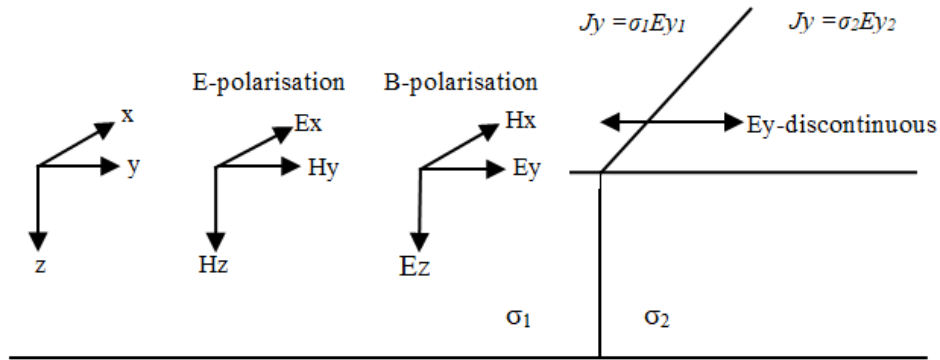 Jy =σ₁Ey₁
Jy =σ₂Ey₂
E-polarisation
B-polarisation
x
y
z
Ex
Hy
Hz
Hx
Ey
Ez
Ey-discontinuous
σ₁
σ₂